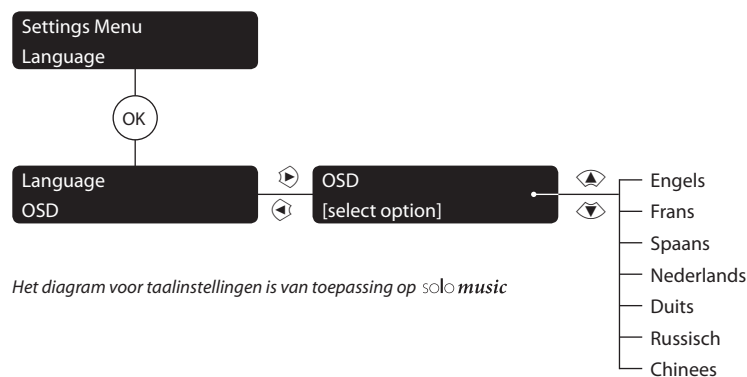 Settings Menu
Language
OK
Language
OSD
OSD
[select option]
Engels
Frans
Spaans
Nederlands
Duits
Russisch
Chinees
Het diagram voor taalinstellingen is van toepassing op solo music